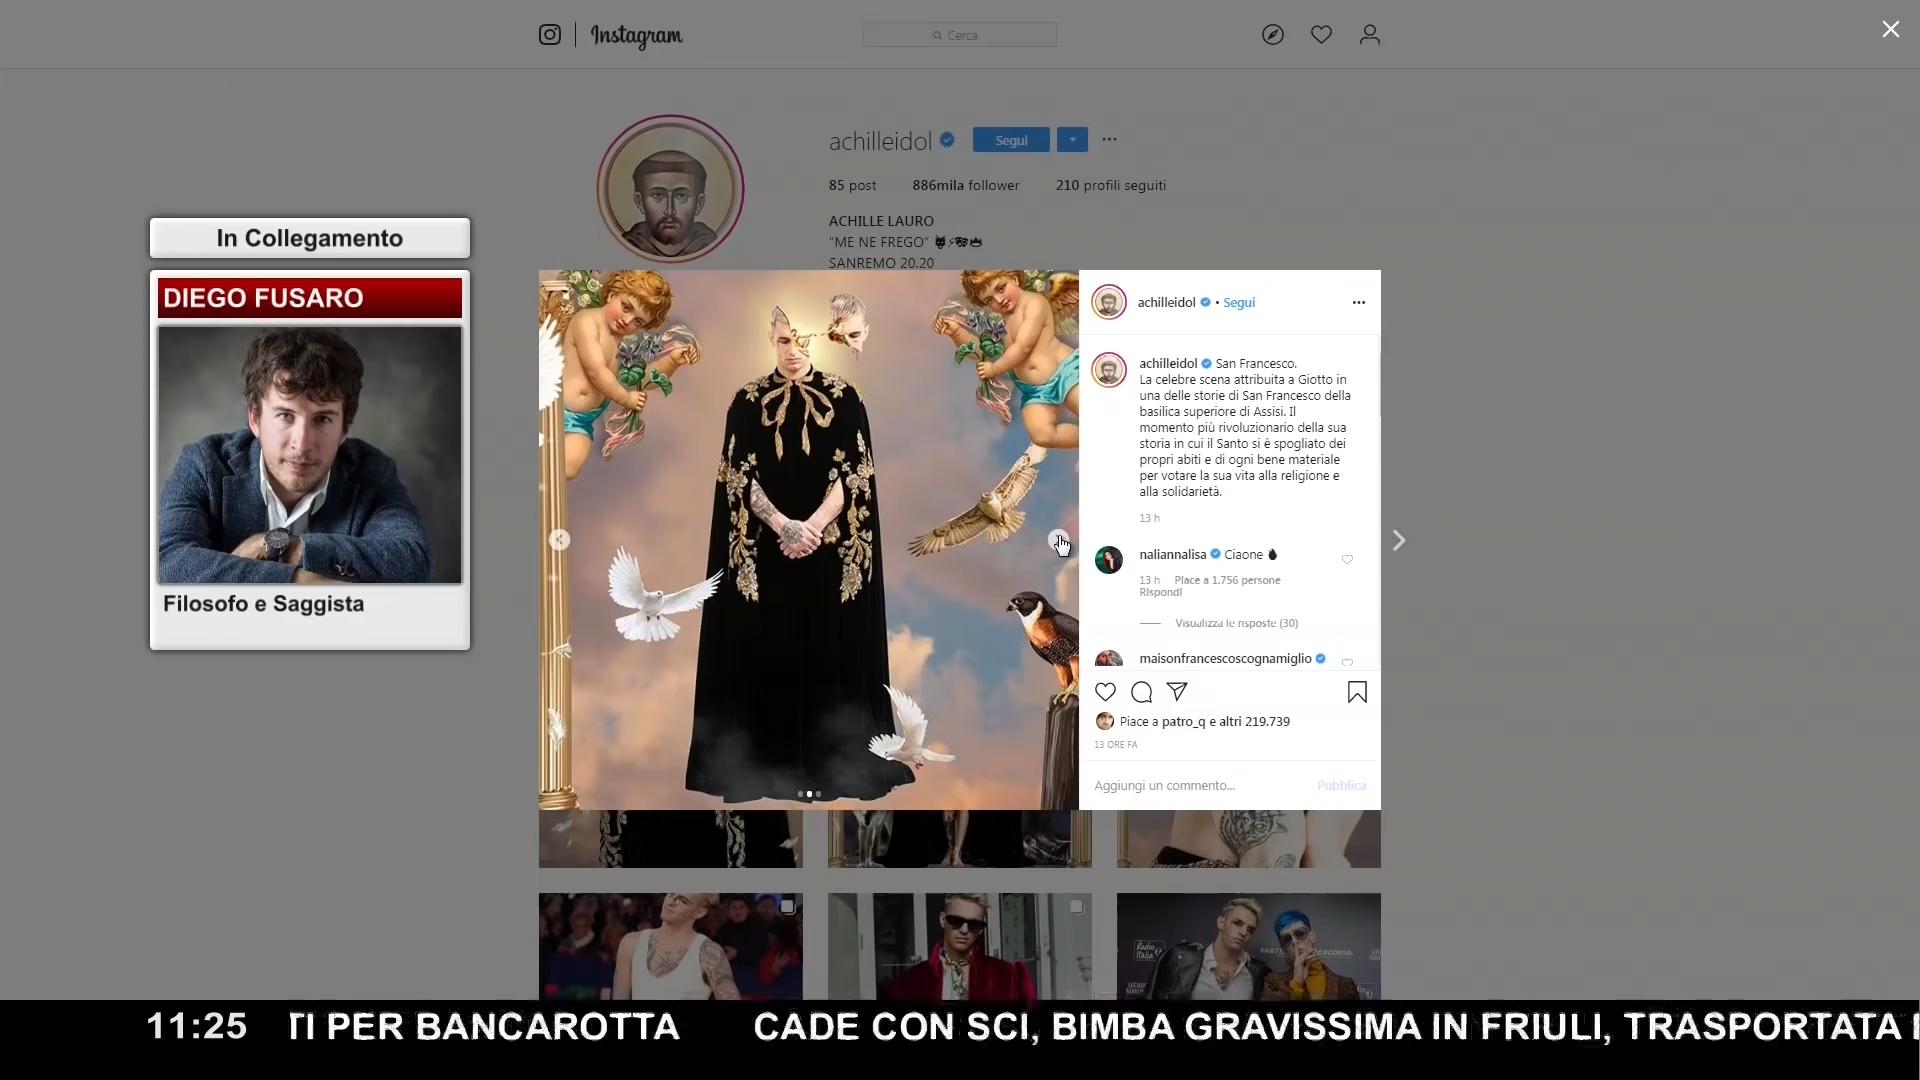 Instagram
Cerca
achilleidol
Segui
85 post 886mila follower 210 profili seguiti
ACHILLE LAURO
"ME NE FREGO"
SANREMO 20.20
In Collegamento
DIEGO FUSARO
Filosofo e Saggista
achilleidol • Segui
achilleidol San Francesco.
La celebre scena attribuita a Giotto in
una delle storie di San Francesco della
basilica superiore di Assisi. Il
momento più rivoluzionario della sua
storia in cui il Santo si è spogliato dei
propri abiti e di ogni bene materiale
per votare la sua vita alla religione e
alla solidarietà.
13 h
naliannalisa Ciaone
13 h Piace a 1.756 persone
Rispondi
Visualizza le risposte (30)
maisonfrancescoscognamiglio
Piace a patro_q e altri 219.739
13 ORE FA
Aggiungi un commento... Pubblica
Radio
Italia
11:25 TI PER BANCAROTTA CADE CON SCI, BIMBA GRAVISSIMA IN FRIULI, TRASPORTATA